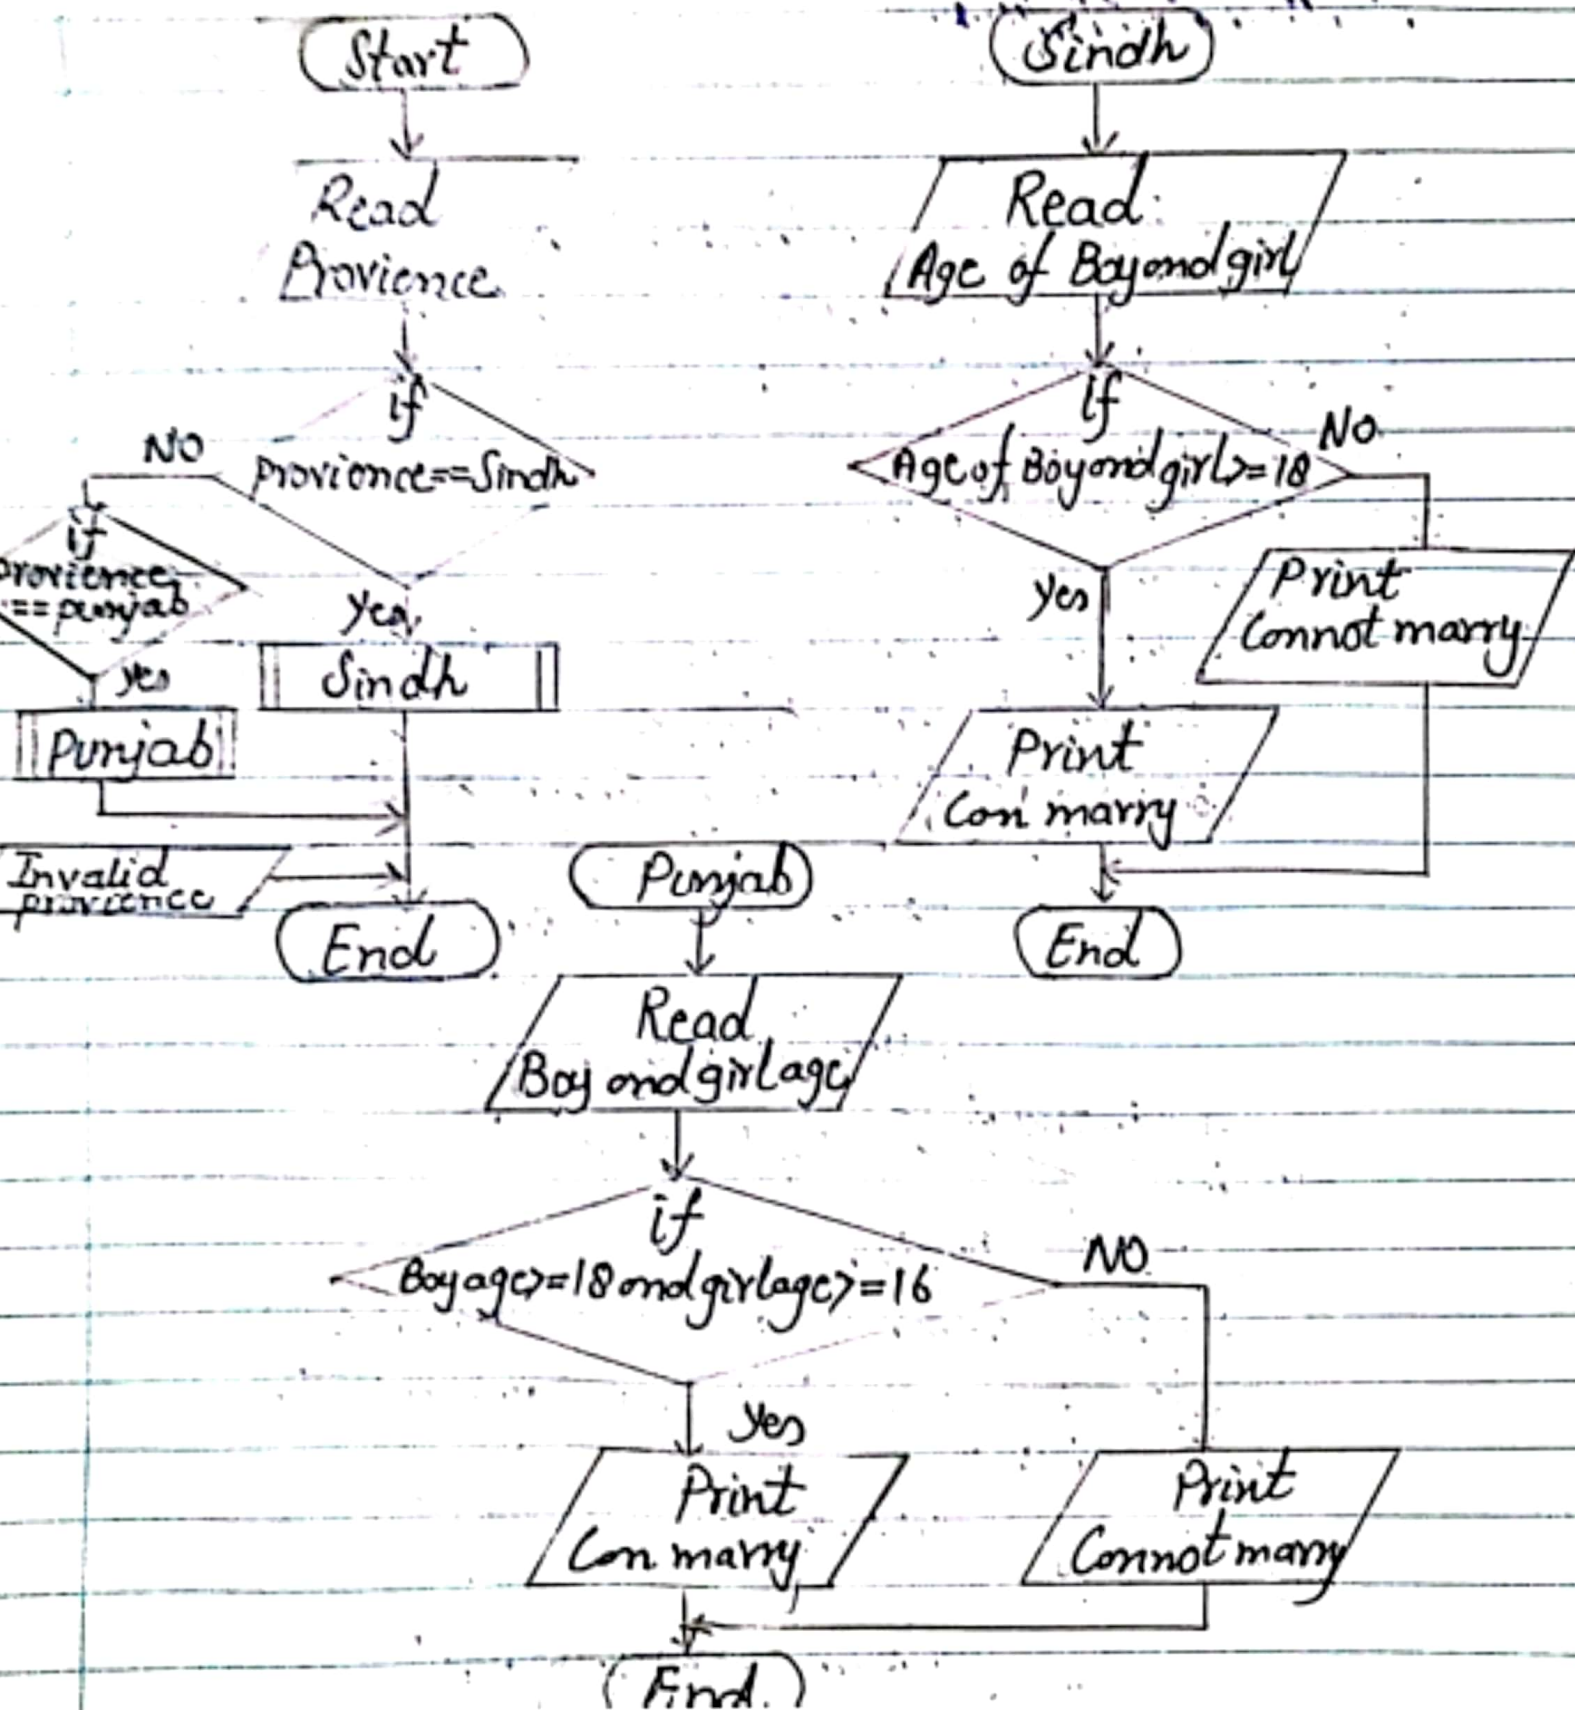 Start
Read
Provience
if
provience==Sindh
NO
if
provience
==punjab
yes
Punjab
yes
Sindh
Invalid
provience
End
Sindh
Read
Age of Boy and girl
if
Age of Boy and girl>=18
NO
Print
Cannot marry
yes
Print
Can marry
End
Punjab
Read
Boy and girl age
if
Boy age>=18 and girl age>=16
NO
yes
Print
Can marry
Print
Cannot marry
End